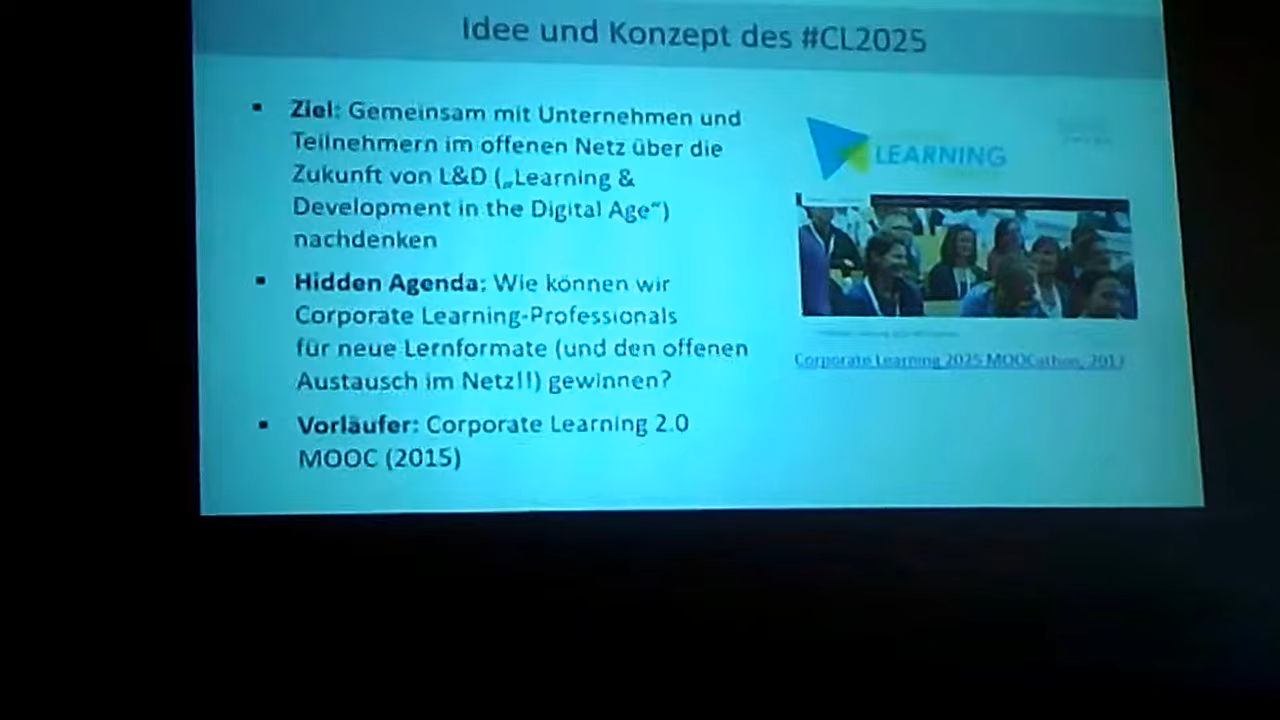 Idee und Konzept des #CL2025
▪ Ziel: Gemeinsam mit Unternehmen und
Teilnehmern im offenen Netz über die
Zukunft von L&D („Learning &
Development in the Digital Age“)
nachdenken
▪ Hidden Agenda: Wie können wir
Corporate Learning-Professionals
für neue Lernformate (und den offenen
Austausch im Netz!!) gewinnen?
▪ Vorläufer: Corporate Learning 2.0
MOOC (2015)
LEARNING
Corporate Learning 2025 MOOCathon, 2017